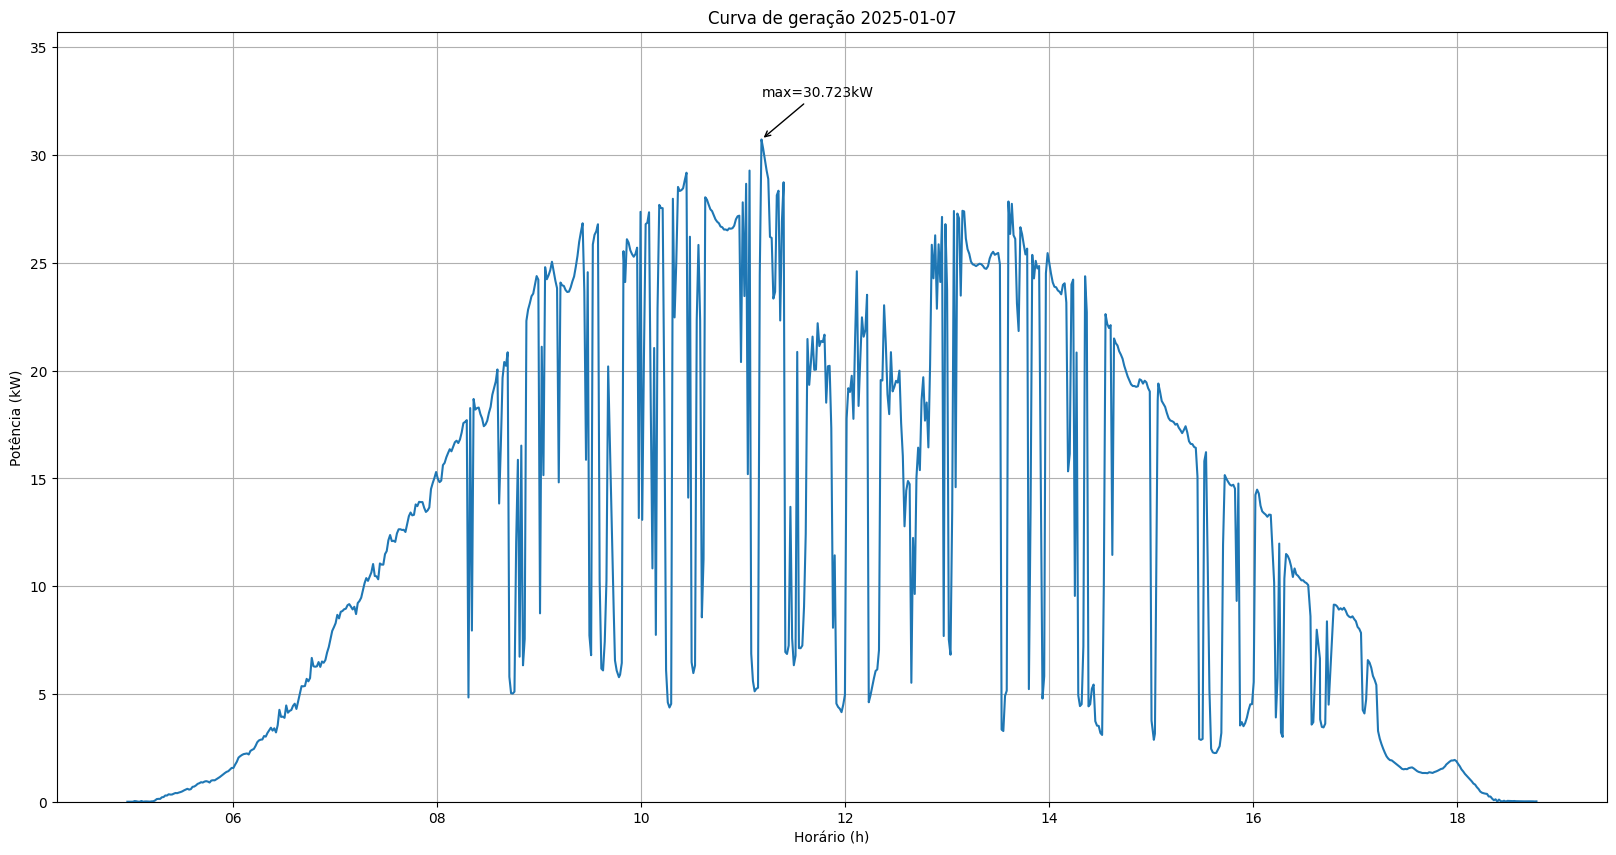 Curva de geração 2025-01-07
max=30.723kW
Potência (kW)
35
30
25
20
15
10
5
0
06 08 10 12 14 16 18
Horário (h)